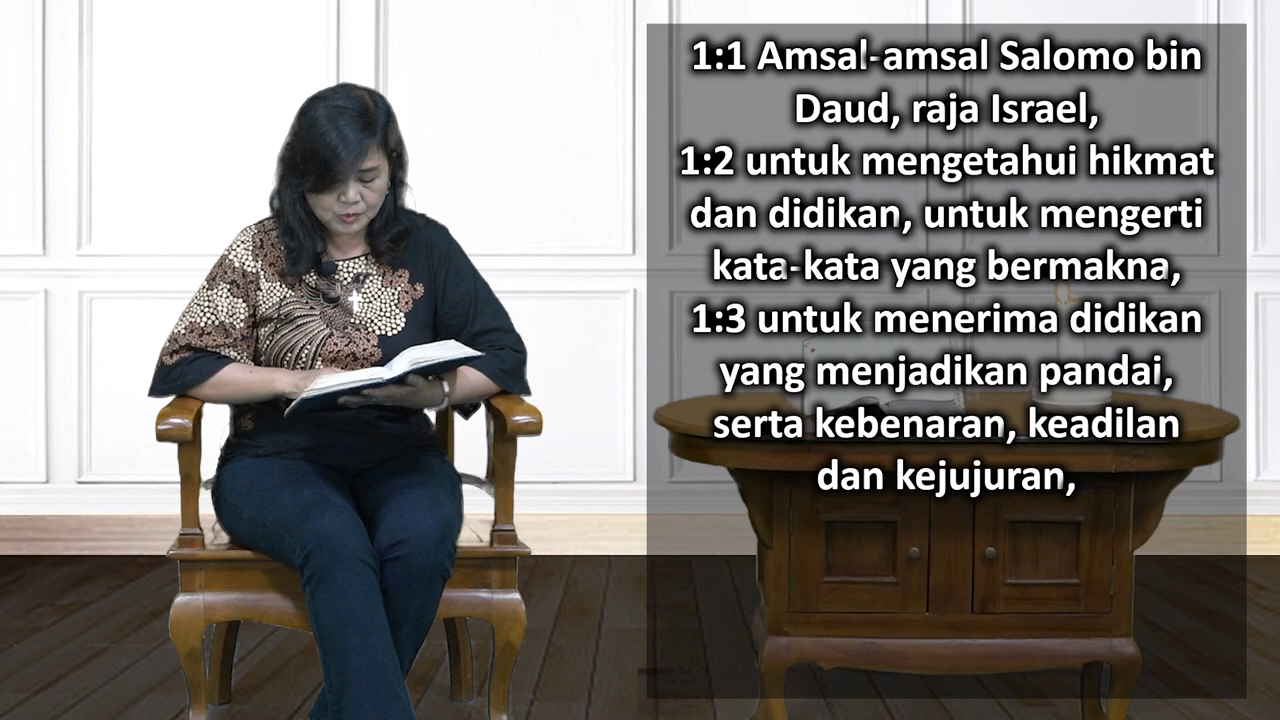 1:1 Amsal-amsal Salomo bin
Daud, raja Israel,
1:2 untuk mengetahui hikmat
dan didikan, untuk mengerti
kata-kata yang bermakna,
1:3 untuk menerima didikan
yang menjadikan pandai,
serta kebenaran, keadilan
dan kejujuran,